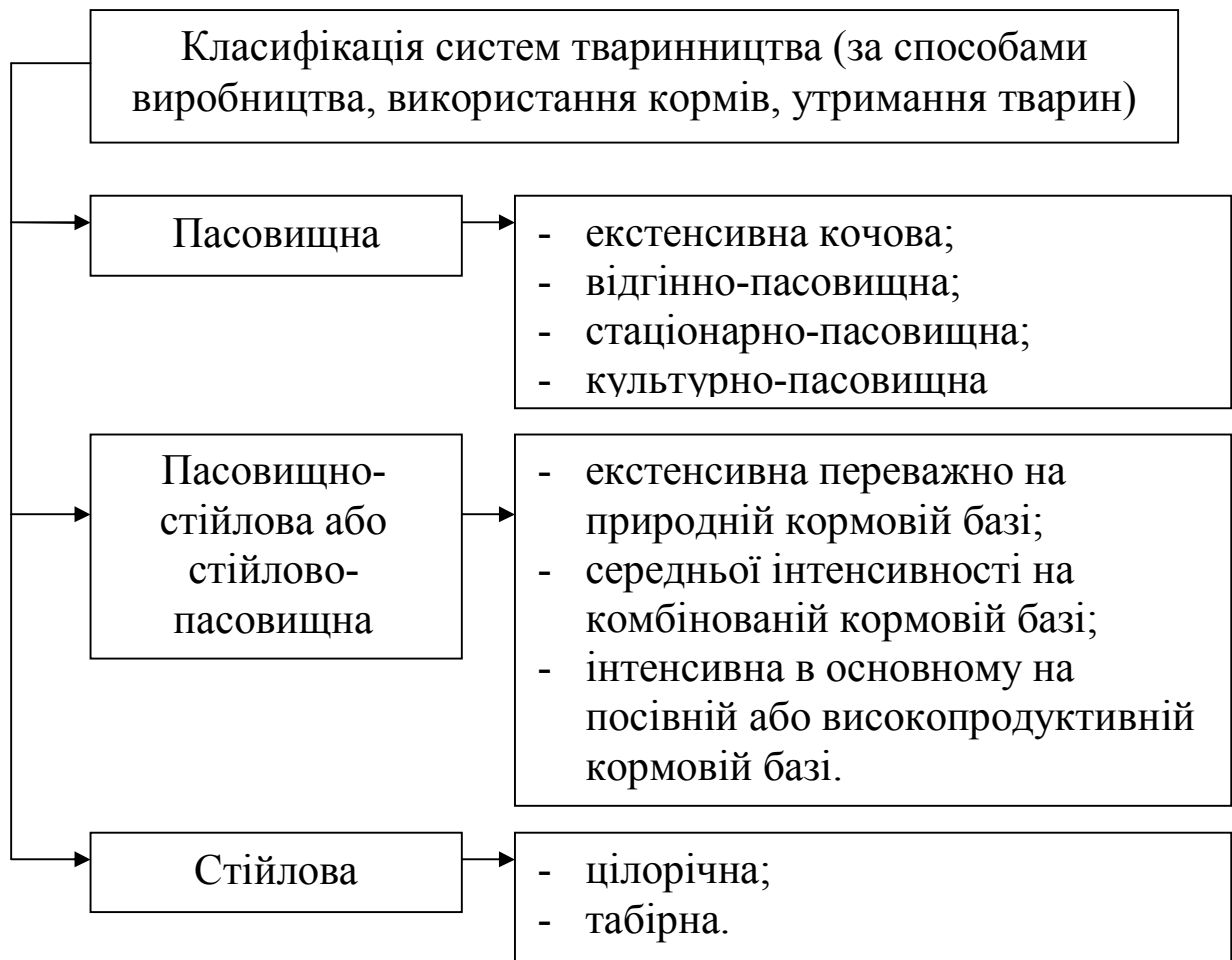 Класифікація систем тваринництва (за способами
виробництва, використання кормів, утримання тварин)
Пасовищна
- екстенсивна кочова;
- відгінно-пасовищна;
- стаціонарно-пасовищна;
- культурно-пасовищна
Пасовищно-
стійлова або
стійлово-
пасовищна
- екстенсивна переважно на
природній кормовій базі;
- середньої інтенсивності на
комбінованій кормовій базі;
- інтенсивна в основному на
посівній або високопродуктивній
кормовій базі.
Стійлова
- цілорічна;
- табірна.